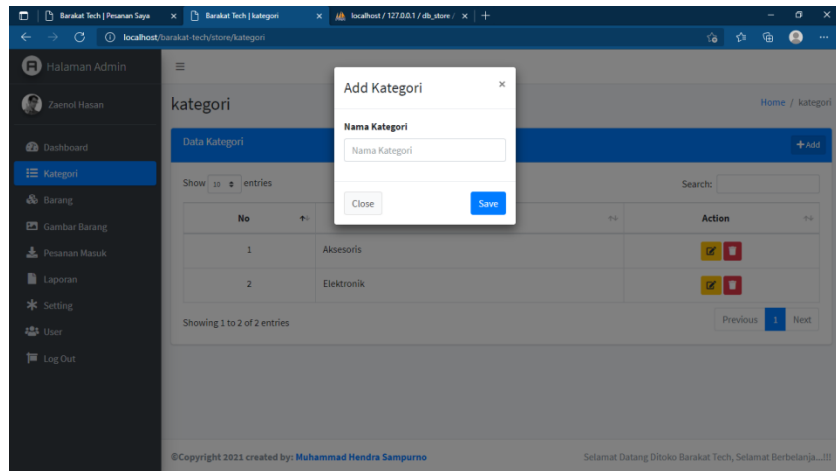 Barakat Tech | Pesanan Saya
Barakat Tech | kategori
localhost / 127.0.0.1 / db_store /
localhost/barakat-tech/store/kategori
Halaman Admin
Zaenol Hasan
Dashboard
Kategori
Barang
Gambar Barang
Pesanan Masuk
Laporan
Setting
User
Log Out
kategori
Home / kategori
Data Kategori
Add
Show 10 entries
Search:
No
Action
1 Aksesoris
2 Elektronik
Showing 1 to 2 of 2 entries
Previous 1 Next
Add Kategori
×
Nama Kategori
Nama Kategori
Close
Save
©Copyright 2021 created by: Muhammad Hendra Sampurno
Selamat Datang Ditoko Barakat Tech, Selamat Berbelanja...!!!